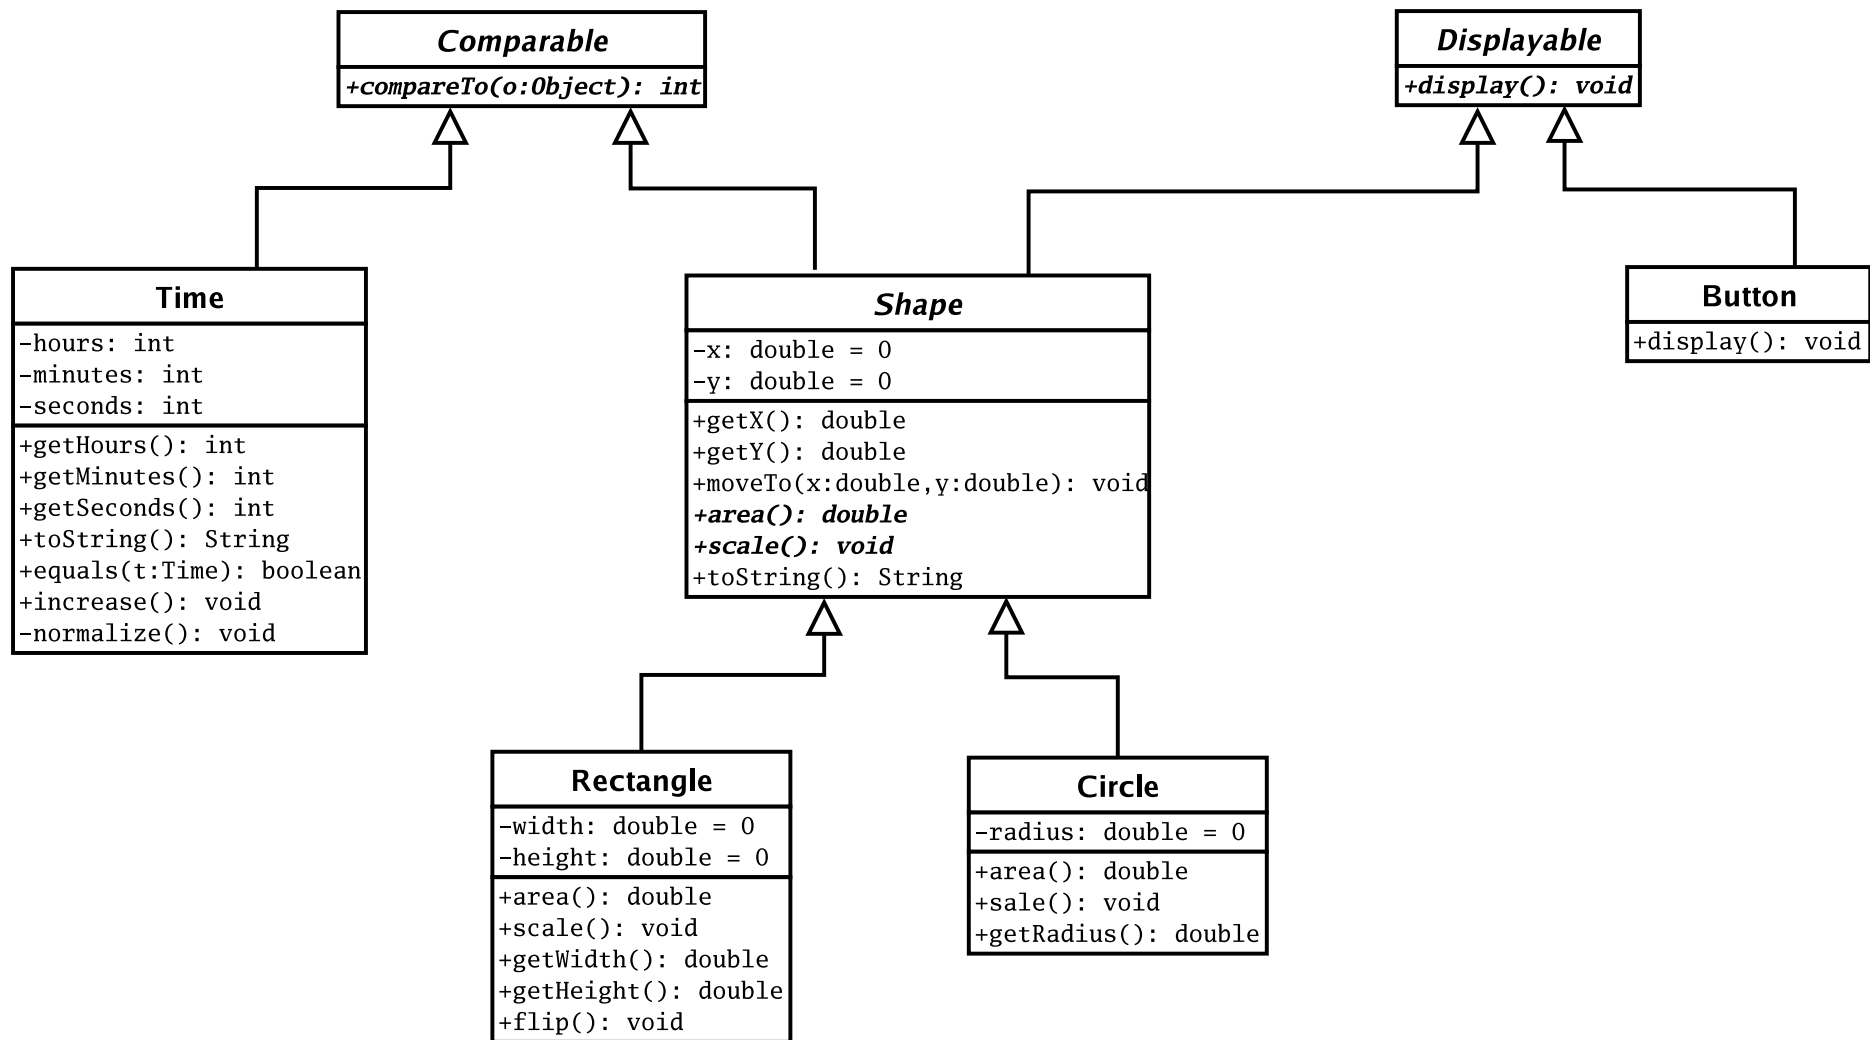 Comparable
+compareTo(o:Object): int
Displayable
+display(): void
Time
-hours: int
-minutes: int
-seconds: int
+getHours(): int
+getMinutes(): int
+getSeconds(): int
+toString(): String
+equals(t:Time): boolean
+increase(): void
-normalize(): void
Shape
-x: double = 0
-y: double = 0
+getX(): double
+getY(): double
+moveTo(x:double,y:double): void
+area(): double
+scale(): void
+toString(): String
Button
+display(): void
Rectangle
-width: double = 0
-height: double = 0
+area(): double
+scale(): void
+getWidth(): double
+getHeight(): double
+flip(): void
Circle
-radius: double = 0
+area(): double
+sale(): void
+getRadius(): double